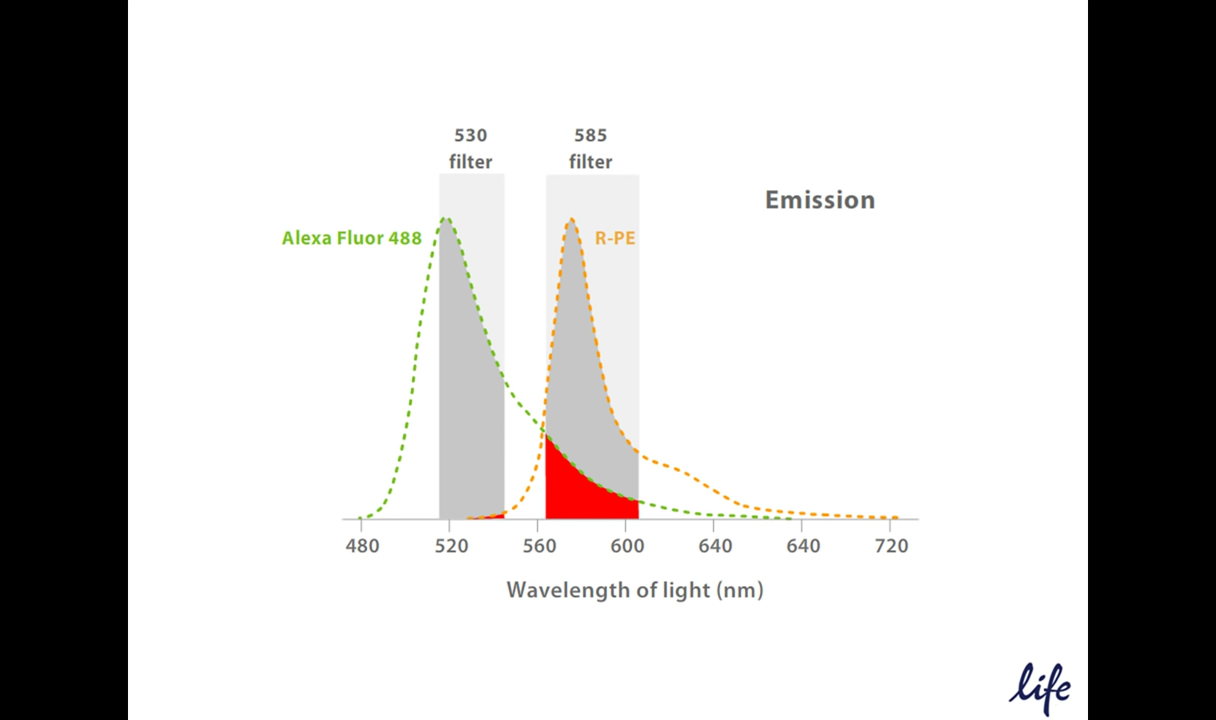 530
filter
585
filter
Emission
Alexa Fluor 488
R-PE
480 520 560 600 640 640 720
Wavelength of light (nm)
life